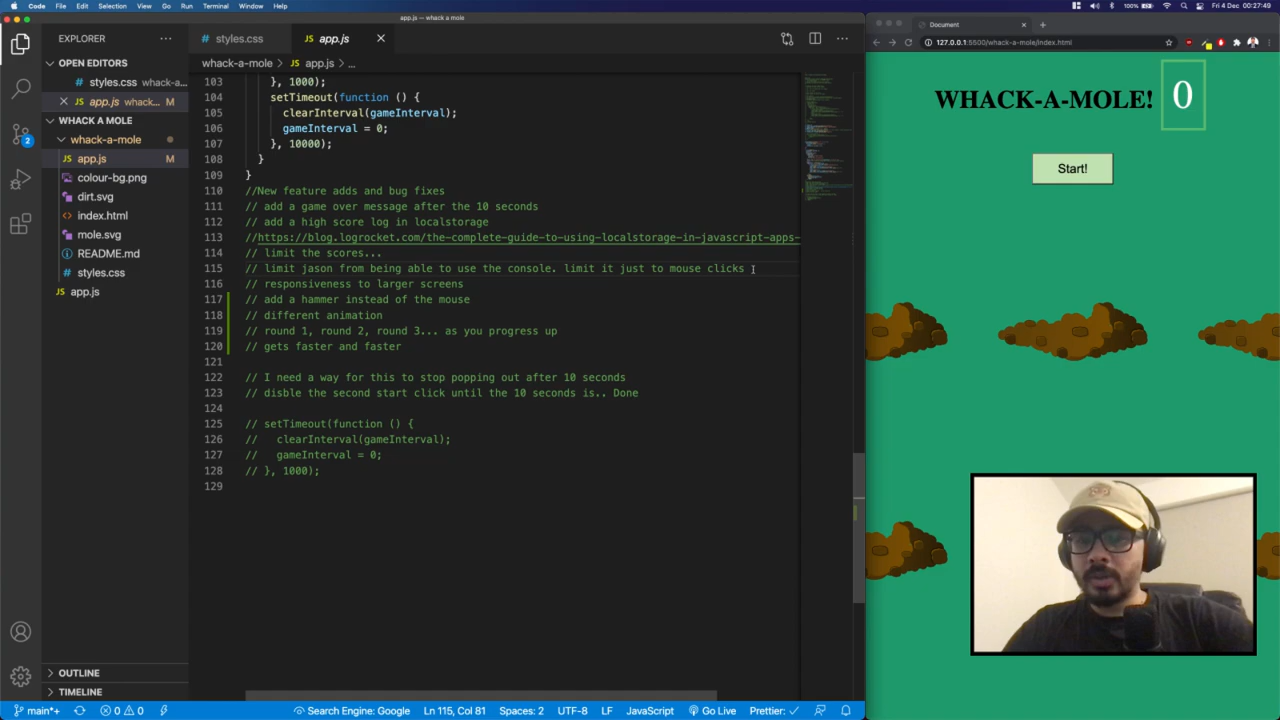 Code File Edit Selection View Go Run Terminal Window Help
100% Fri 4 Dec 00:27:49
app.js — whack a mole
EXPLORER
OPEN EDITORS
styles.css whack-a...
app.js whack... M
WHACK A MOLE
whack-a-mole
JS app.js M
colour-bg.png
dirt.svg
<> index.html
mole.svg
README.md
# styles.css
JS app.js
OUTLINE
TIMELINE
# styles.css
JS app.js
whack-a-mole > JS app.js > ...
103 }, 1000);
104 setTimeout(function () {
105 clearInterval(gameInterval);
106 gameInterval = 0;
107 }, 10000);
108 }
109 }
110 //New feature adds and bug fixes
111 // add a game over message after the 10 seconds
112 // add a high score log in localstorage
113 //https://blog.logrocket.com/the-complete-guide-to-using-localstorage-in-javascript-apps-
114 // limit the scores...
115 // limit jason from being able to use the console. limit it just to mouse clicks
116 // responsiveness to larger screens
117 // add a hammer instead of the mouse
118 // different animation
119 // round 1, round 2, round 3... as you progress up
120 // gets faster and faster
121
122 // I need a way for this to stop popping out after 10 seconds
123 // disble the second start click until the 10 seconds is.. Done
124
125 // setTimeout(function () {
126 // clearInterval(gameInterval);
127 // gameInterval = 0;
128 // }, 1000);
129
2
main*+ 0 0 Search Engine: Google Ln 115, Col 81 Spaces: 2 UTF-8 LF JavaScript Go Live Prettier: ✓
Document
127.0.0.1:5500/whack-a-mole/index.html
WHACK-A-MOLE! 0
Start!